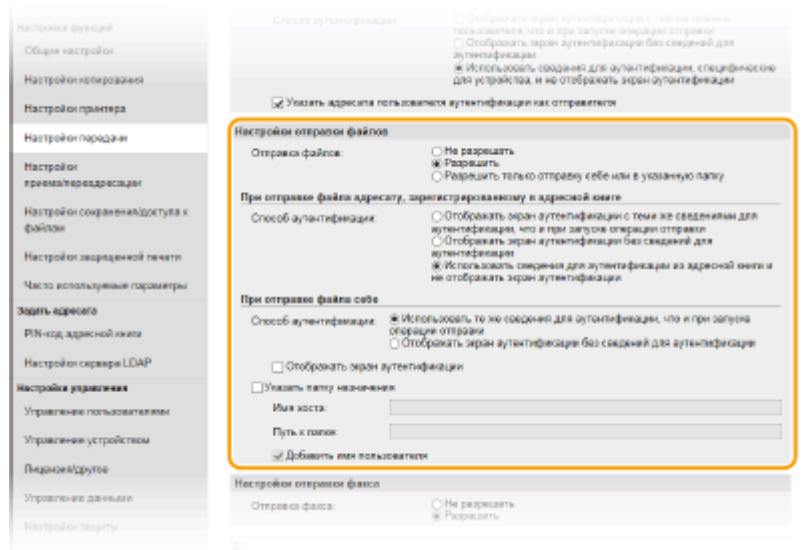 Настройки функций
Общие настройки
Настройки копирования
Настройки принтера
Настройки передачи
Настройки
приема/переадресации
Настройки сохранения/доступа к
файлам
Настройки защищенной печати
Часто используемые параметры
Задать адресата
PIN-код адресной книги
Настройки сервера LDAP
Настройки управления
Управление пользователями
Управление устройством
Лицензия/другое
Управление данными
Настройки защиты
Способ аутентификации:
Отображать экран аутентификации с тем же именем
пользователя, что и при запуске операции отправки
Отображать экран аутентификации без сведений для
аутентификации
Использовать сведения для аутентификации, специфические
для устройства, и не отображать экран аутентификации
Указать адресата пользователя аутентификации как отправителя
Настройки отправки файлов
Отправка файлов:
Не разрешать
Разрешить
Разрешить только отправку себе или в указанную папку
При отправке файла адресату, зарегистрированному в адресной книге
Способ аутентификации:
Отображать экран аутентификации с теми же сведениями для
аутентификации, что и при запуске операции отправки
Отображать экран аутентификации без сведений для
аутентификации
Использовать сведения для аутентификации из адресной книги и
не отображать экран аутентификации
При отправке файла себе
Способ аутентификации:
Использовать те же сведения для аутентификации, что и при запуске
операции отправки
Отображать экран аутентификации без сведений для аутентификации
Отображать экран аутентификации
Указать папку назначения
Имя хоста:
Путь к папке:
Добавить имя пользователя
Настройки отправки факса
Отправка факса:
Не разрешать
Разрешить